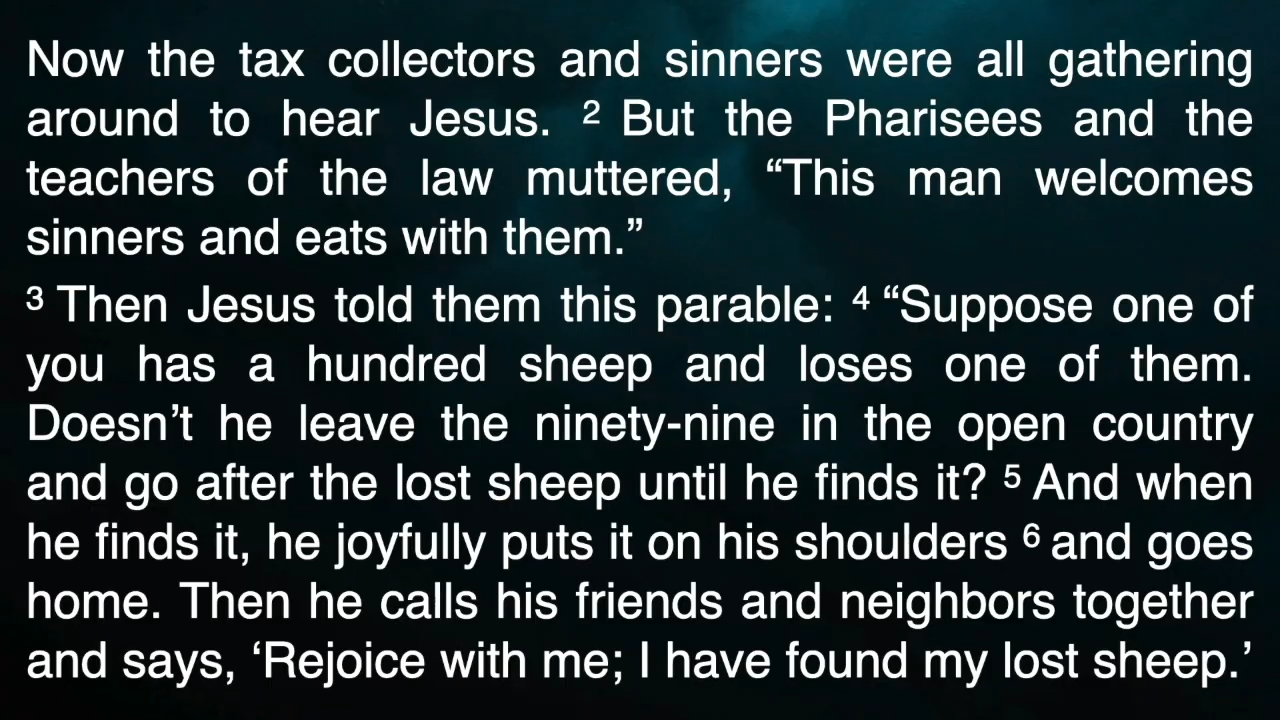 Now the tax collectors and sinners were all gathering
around to hear Jesus. ² But the Pharisees and the
teachers of the law muttered, “This man welcomes
sinners and eats with them.”
³ Then Jesus told them this parable: ⁴ “Suppose one of
you has a hundred sheep and loses one of them.
Doesn’t he leave the ninety-nine in the open country
and go after the lost sheep until he finds it? ⁵ And when
he finds it, he joyfully puts it on his shoulders ⁶ and goes
home. Then he calls his friends and neighbors together
and says, ‘Rejoice with me; I have found my lost sheep.’